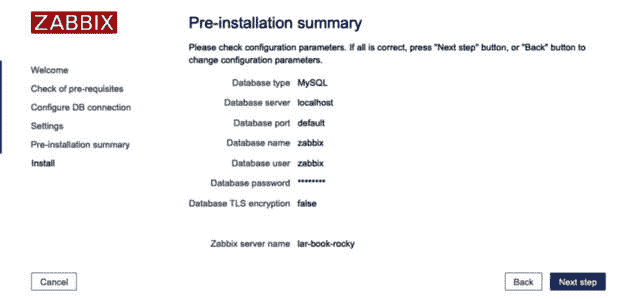 ZABBIX
Welcome
Check of pre-requisites
Configure DB connection
Settings
Pre-installation summary
Install
Pre-installation summary
Please check configuration parameters. If all is correct, press "Next step" button, or "Back" button to
change configuration parameters.
Database type MySQL
Database server localhost
Database port default
Database name zabbix
Database user zabbix
Database password ********
Database TLS encryption false
Zabbix server name lar-book-rocky
Cancel
Back
Next step